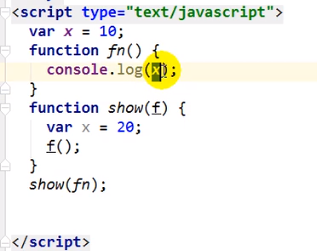 <script type="text/javascript">
var x = 10;
function fn() {
console.log(x);
}
function show(f) {
var x = 20;
f();
}
show(fn);
</script>